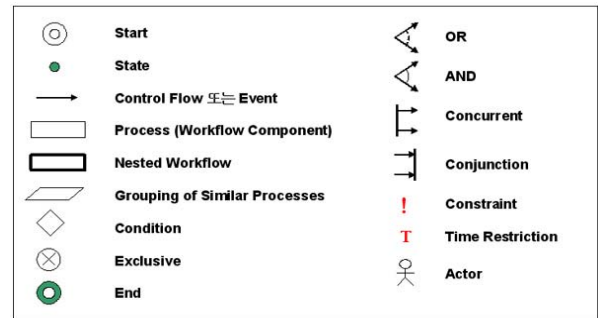 Start
State
Control Flow 또는 Event
Process (Workflow Component)
Nested Workflow
Grouping of Similar Processes
Condition
Exclusive
End
OR
AND
Concurrent
Conjunction
! Constraint
T Time Restriction
Actor